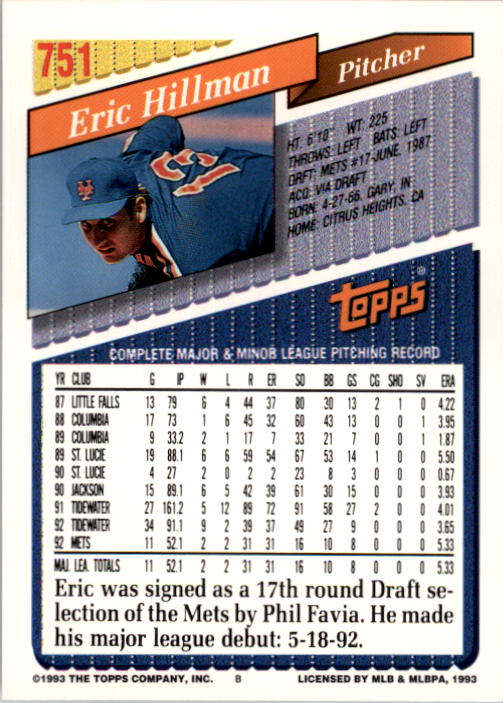 751
Eric Hillman
Pitcher
HT: 6'10" WT: 225
THROWS: LEFT BATS: LEFT
DRFT: METS #17-JUNE, 1987
ACQ: VIA DRAFT
BORN: 4-27-66, GARY, IN
HOME: CITRUS HEIGHTS, CA
METS
Topps®
COMPLETE MAJOR & MINOR LEAGUE PITCHING RECORD
YR CLUB G IP W L R ER SO BB GS CG SHO SV ERA
87 LITTLE FALLS 13 79 6 4 44 37 80 30 13 2 1 0 4.22
88 COLUMBIA 17 73 1 6 45 32 60 43 13 0 0 1 3.95
89 COLUMBIA 9 33.2 2 1 17 7 33 21 7 0 0 1 1.87
89 ST. LUCIE 19 88.1 6 6 59 54 67 53 14 1 0 0 5.50
90 ST. LUCIE 4 27 2 0 2 2 23 8 3 0 0 0 0.67
90 JACKSON 15 89.1 6 5 42 39 61 30 15 0 0 0 3.93
91 TIDEWATER 27 161.2 5 12 89 72 91 58 27 2 0 0 4.01
92 TIDEWATER 34 91.1 9 2 39 37 49 27 9 0 0 0 3.65
92 METS 11 52.1 2 2 31 31 16 10 8 0 0 0 5.33
MAJ. LEA. TOTALS 11 52.1 2 2 31 31 16 10 8 0 0 0 5.33
Eric was signed as a 17th round Draft se-
lection of the Mets by Phil Favia. He made
his major league debut: 5-18-92.
©1993 THE TOPPS COMPANY, INC. B LICENSED BY MLB & MLBPA, 1993